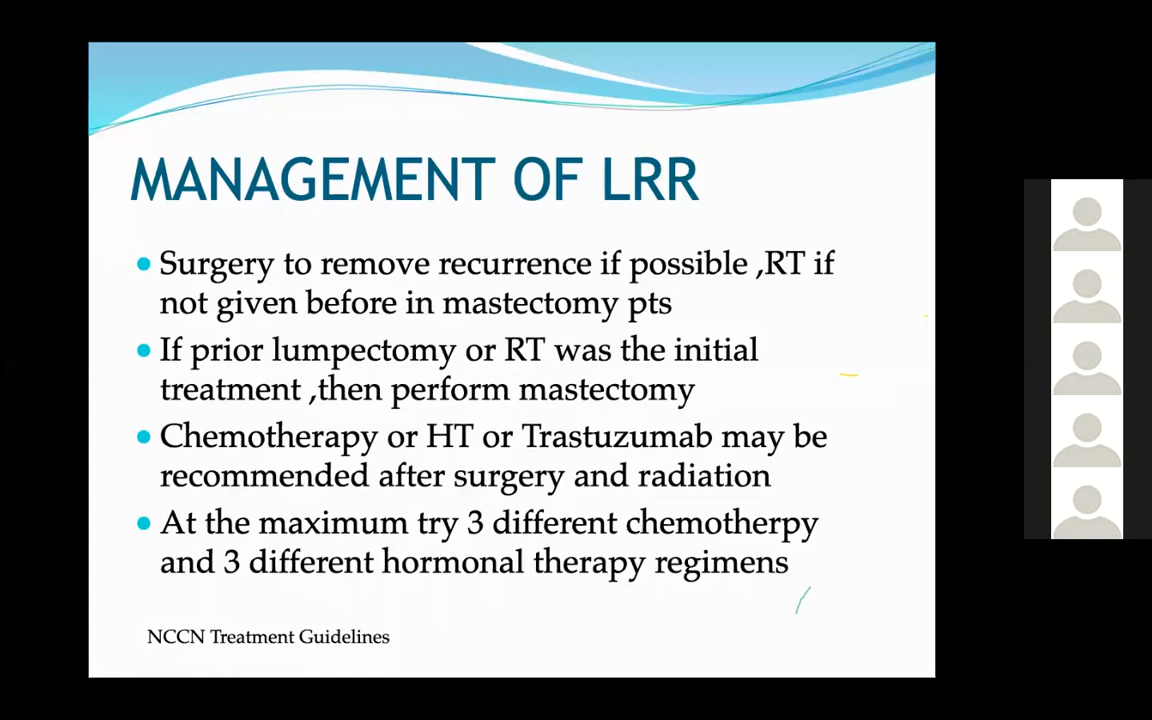 MANAGEMENT OF LRR
Surgery to remove recurrence if possible ,RT if
not given before in mastectomy pts
If prior lumpectomy or RT was the initial
treatment ,then perform mastectomy
Chemotherapy or HT or Trastuzumab may be
recommended after surgery and radiation
At the maximum try 3 different chemotherpy
and 3 different hormonal therapy regimens
NCCN Treatment Guidelines